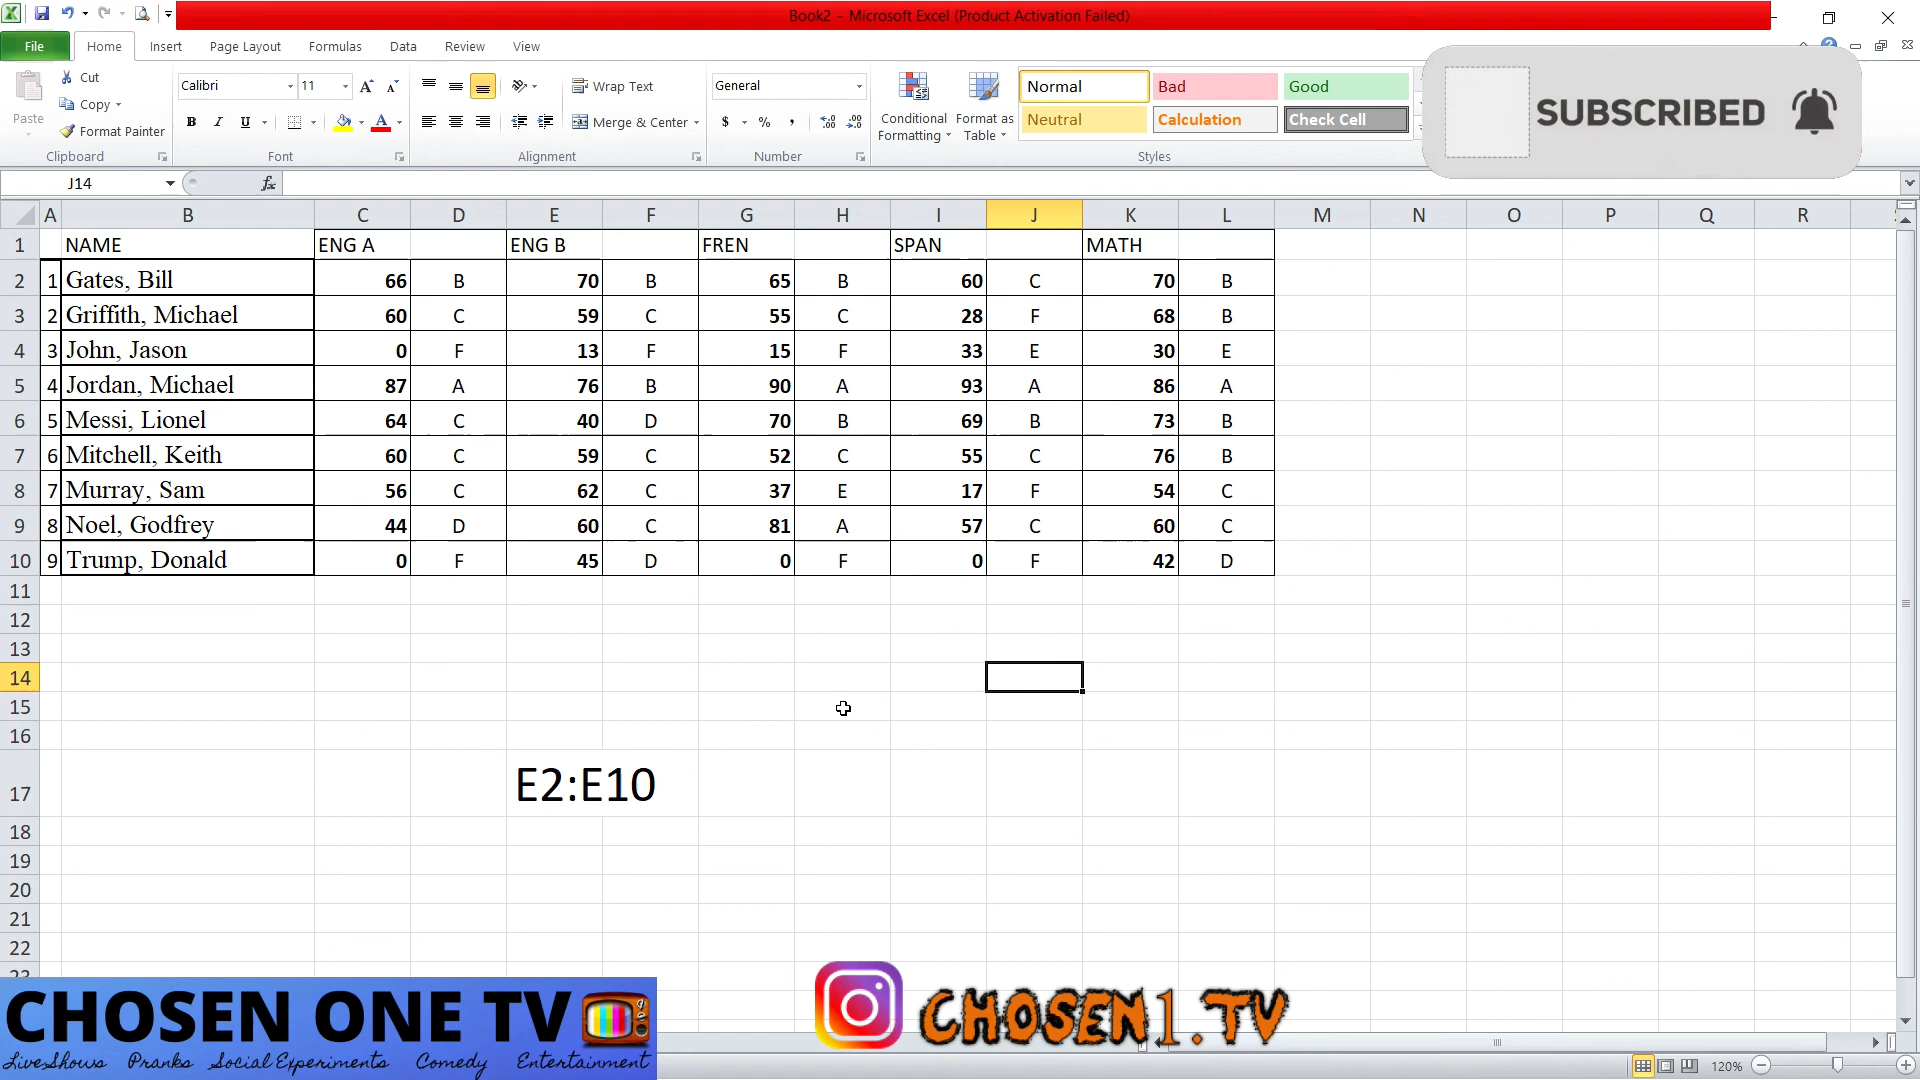 Book2 - Microsoft Excel (Product Activation Failed)
File Home Insert Page Layout Formulas Data Review View
Paste
Cut
Copy
Format Painter
Clipboard
Calibri 11
B I U
Font
Wrap Text
Merge & Center
Alignment
General
$ % ,
Number
Conditional Formatting
Format as Table
Normal Bad Good
Neutral Calculation Check Cell
Styles
SUBSCRIBED
J14 fx
A B C D E F G H I J K L M N O P Q R
1 NAME ENG A ENG B FREN SPAN MATH
2 1 Gates, Bill 66 B 70 B 65 B 60 C 70 B
3 2 Griffith, Michael 60 C 59 C 55 C 28 F 68 B
4 3 John, Jason 0 F 13 F 15 F 33 E 30 E
5 4 Jordan, Michael 87 A 76 B 90 A 93 A 86 A
6 5 Messi, Lionel 64 C 40 D 70 B 69 B 73 B
7 6 Mitchell, Keith 60 C 59 C 52 C 55 C 76 B
8 7 Murray, Sam 56 C 62 C 37 E 17 F 54 C
9 8 Noel, Godfrey 44 D 60 C 81 A 57 C 60 C
10 9 Trump, Donald 0 F 45 D 0 F 0 F 42 D
11
12
13
14
15
16
17 E2:E10
18
19
20
21
22
CHOSEN ONE TV
LiveShows Pranks Social Experiments Comedy Entertainment
CHOSEN1.TV
120%